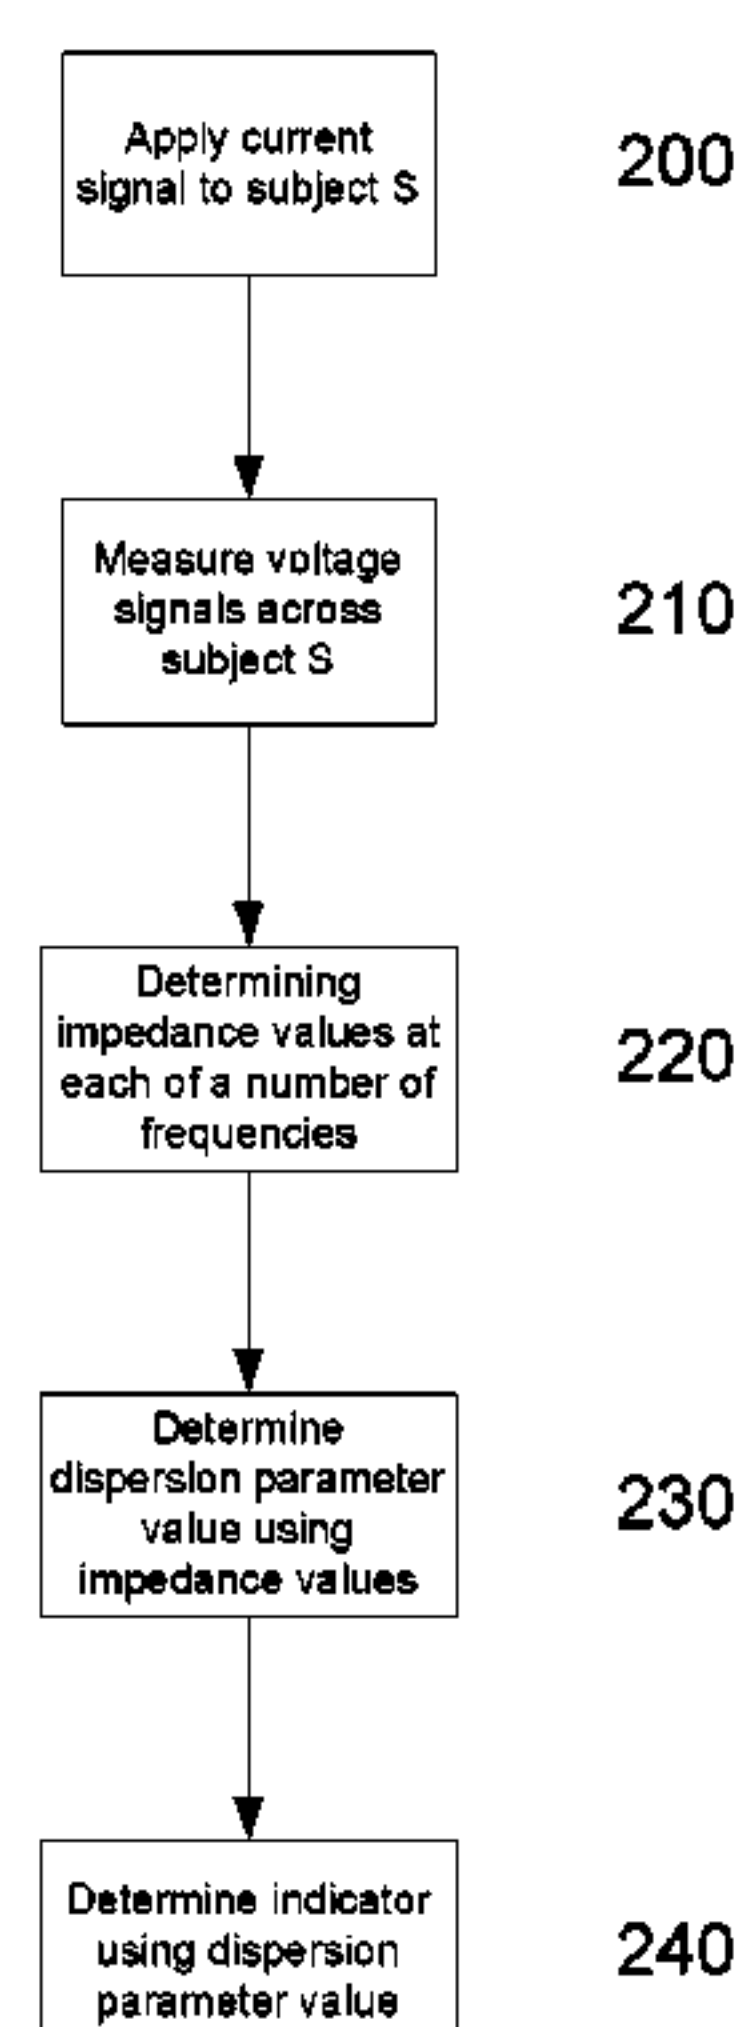 Apply current
signal to subject S
200
Measure voltage
signals across
subject S
210
Determining
impedance values at
each of a number of
frequencies
220
Determine
dispersion parameter
value using
impedance values
230
Determine indicator
using dispersion
parameter value
240